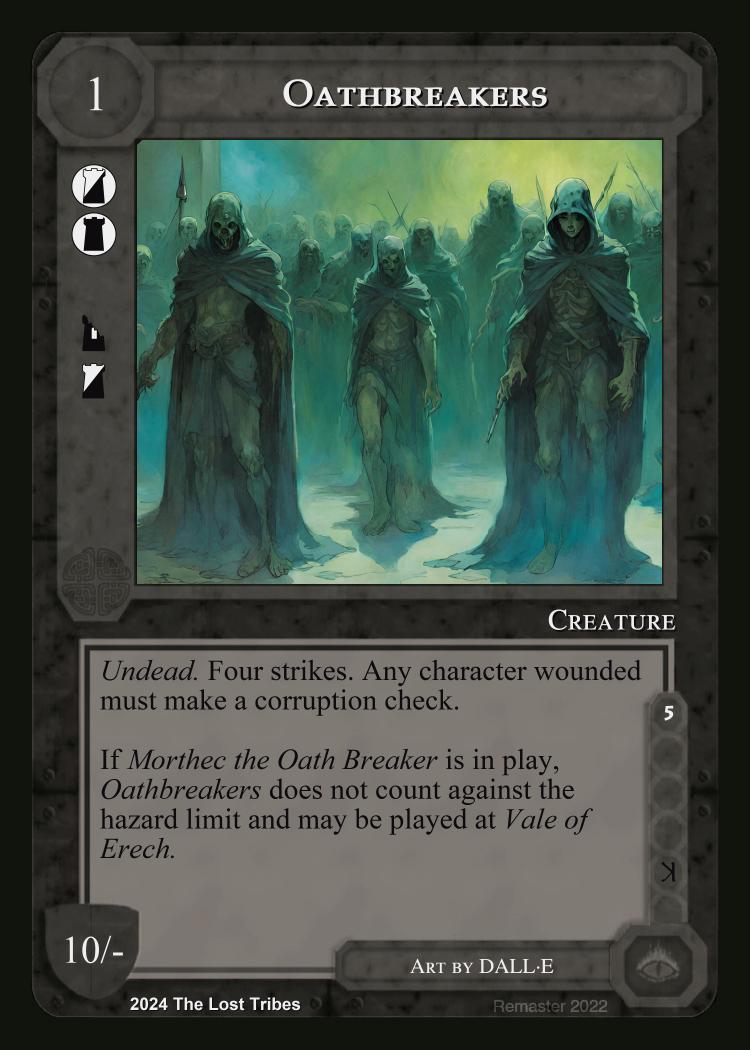 1
OATHBREAKERS
CREATURE
Undead. Four strikes. Any character wounded
must make a corruption check.
5
If Morthec the Oath Breaker is in play,
Oathbreakers does not count against the
hazard limit and may be played at Vale of
Erech.
10/-
ART BY DALL·E
2024 The Lost Tribes
Remaster 2022